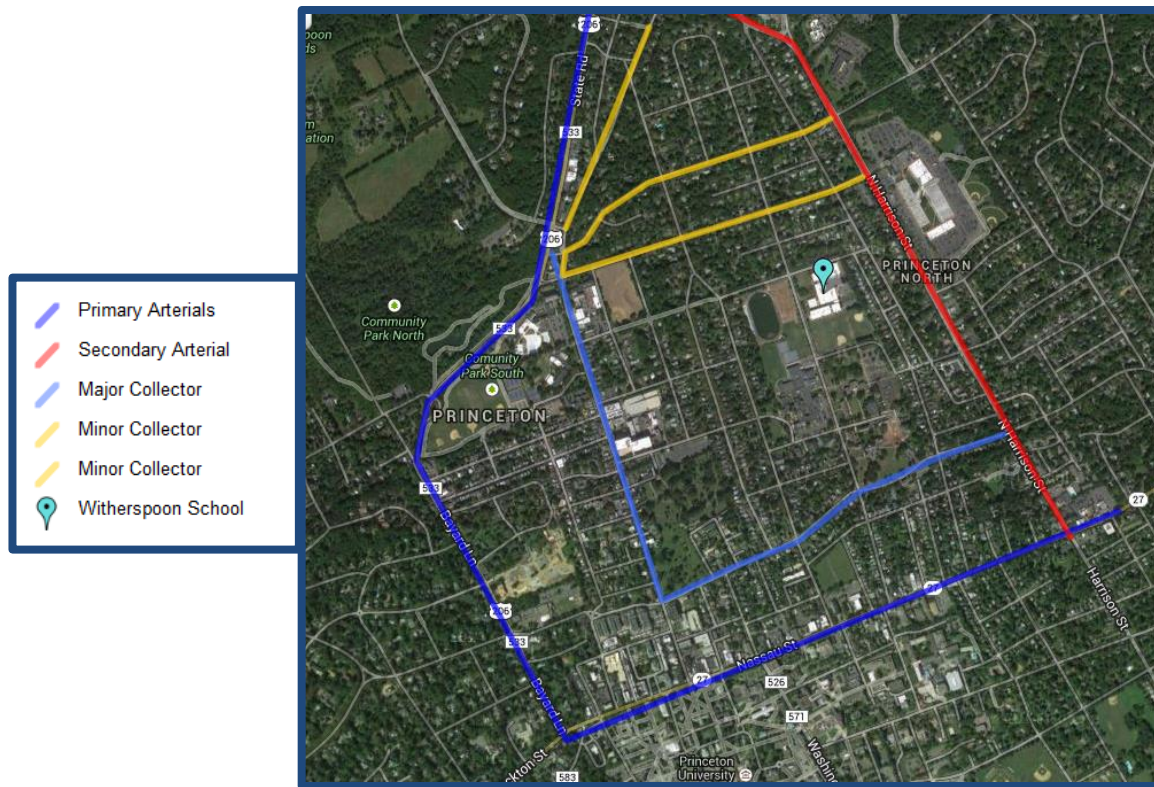 Primary Arterials
Secondary Arterial
Major Collector
Minor Collector
Minor Collector
Witherspoon School
206
State Rd
533
206
N Harrison St
PRINCETON
NORTH
Community
Park North
533
Comunity
Park South
PRINCETON
N Harrison St
533
27
Bayard Ln
206
533
27
Harrison St
Nassau St
Bayard Ln
27
526
571
583
Princeton
University